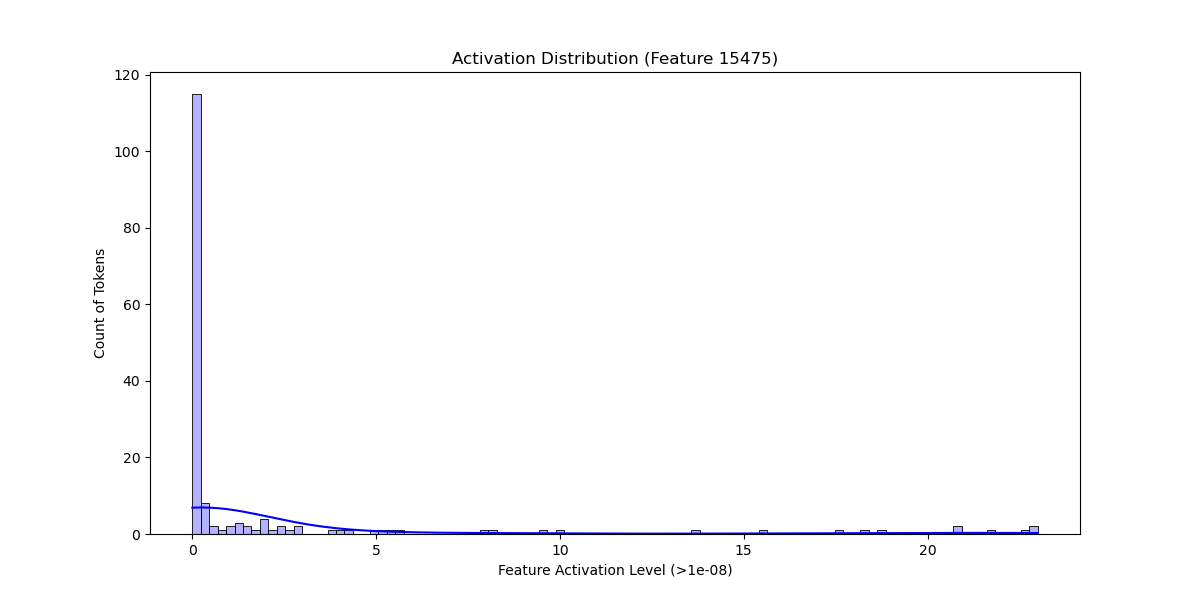 Activation Distribution (Feature 15475)
120
100
80
60
40
20
0
Count of Tokens
0 5 10 15 20
Feature Activation Level (>1e-08)